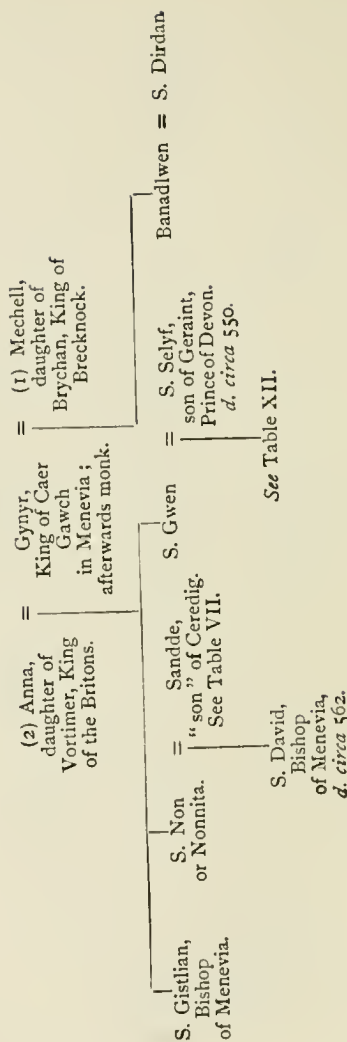 (2) Anna,
daughter of
Vortimer, King
of the Britons.
=
Gynyr,
King of Caer
Gawch
in Menevia;
afterwards monk.
=
(1) Mechell,
daughter of
Brychan, King of
Brecknock.
S. Gistlian,
Bishop
of Menevia.
S. Non
or Nonnita.
=
Sandde,
"son" of Ceredig.
See Table VII.
S. Gwen
=
S. Selyf,
son of Geraint,
Prince of Devon.
d. circa 550.
Banadlwen = S. Dirdan.
S. David,
Bishop
of Menevia,
d. circa 562.
See Table XII.